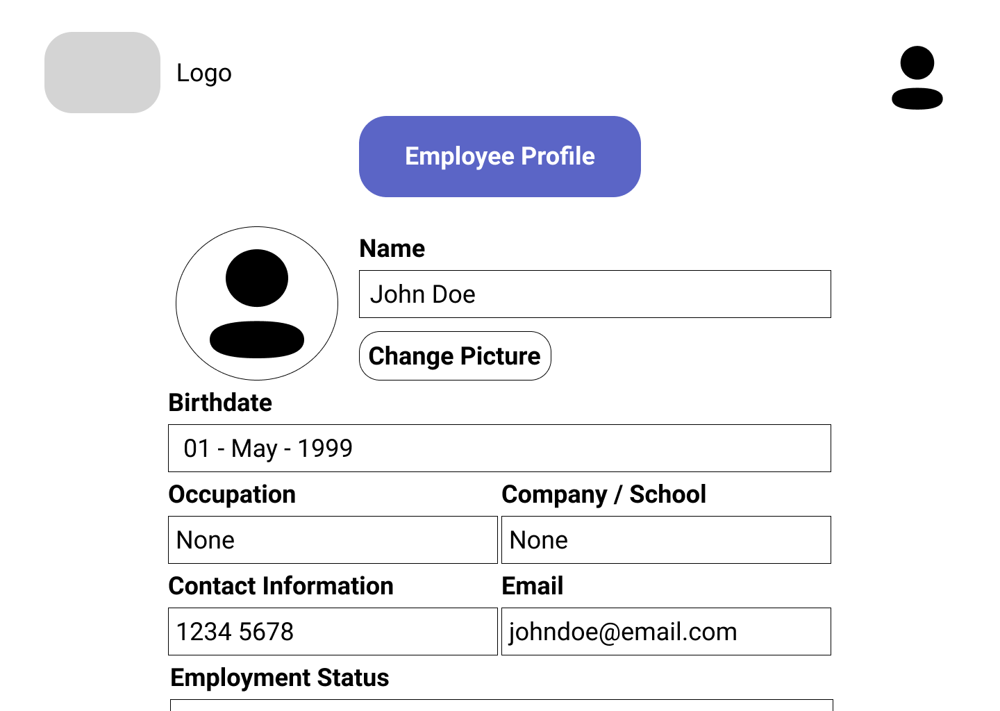 Logo
Employee Profile
Name
John Doe
Change Picture
Birthdate
01 - May - 1999
Occupation
Company / School
None
None
Contact Information
Email
1234 5678
johndoe@email.com
Employment Status